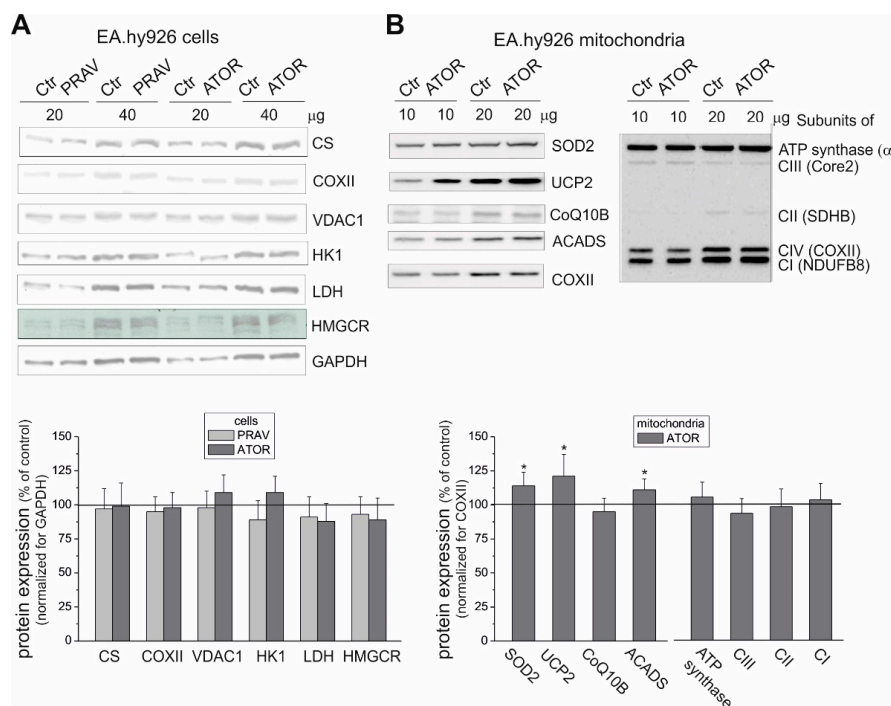 A
EA.hy926 cells
Ctr PRAV Ctr PRAV Ctr ATOR Ctr ATOR
20 40 20 40 µg
CS
COXII
VDAC1
HK1
LDH
HMGCR
GAPDH
cells
PRAV
ATOR
protein expression (% of control)
(normalized for GAPDH)
150
125
100
75
50
25
0
CS COXII VDAC1 HK1 LDH HMGCR
B
EA.hy926 mitochondria
Ctr ATOR Ctr ATOR
10 10 20 20 µg
SOD2
UCP2
CoQ10B
ACADS
COXII
Ctr ATOR Ctr ATOR
10 10 20 20 µg Subunits of
ATP synthase (α
CIII (Core2)
CII (SDHB)
CIV (COXII)
CI (NDUFB8)
mitochondria
ATOR
protein expression (% of control)
(normalized for COXII)
150
125
100
75
50
25
0
* * *
SOD2 UCP2 CoQ10B ACADS ATP synthase CIII CII CI